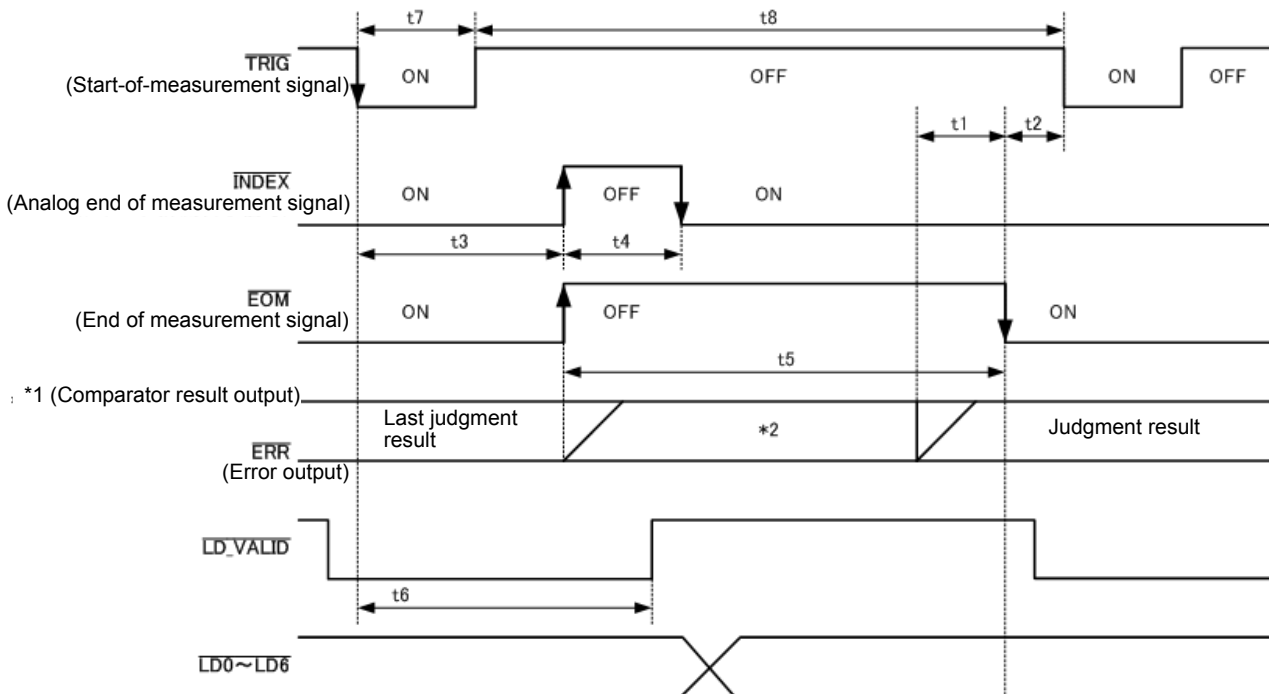 t7
t8
TRIG
(Start-of-measurement signal)
ON
OFF
ON
OFF
t1
t2
INDEX
(Analog end of measurement signal)
ON
OFF
ON
t3
t4
EOM
(End of measurement signal)
ON
OFF
ON
t5
*1 (Comparator result output)
Last judgment
result
*2
Judgment result
ERR
(Error output)
LD_VALID
t6
LD0～LD6